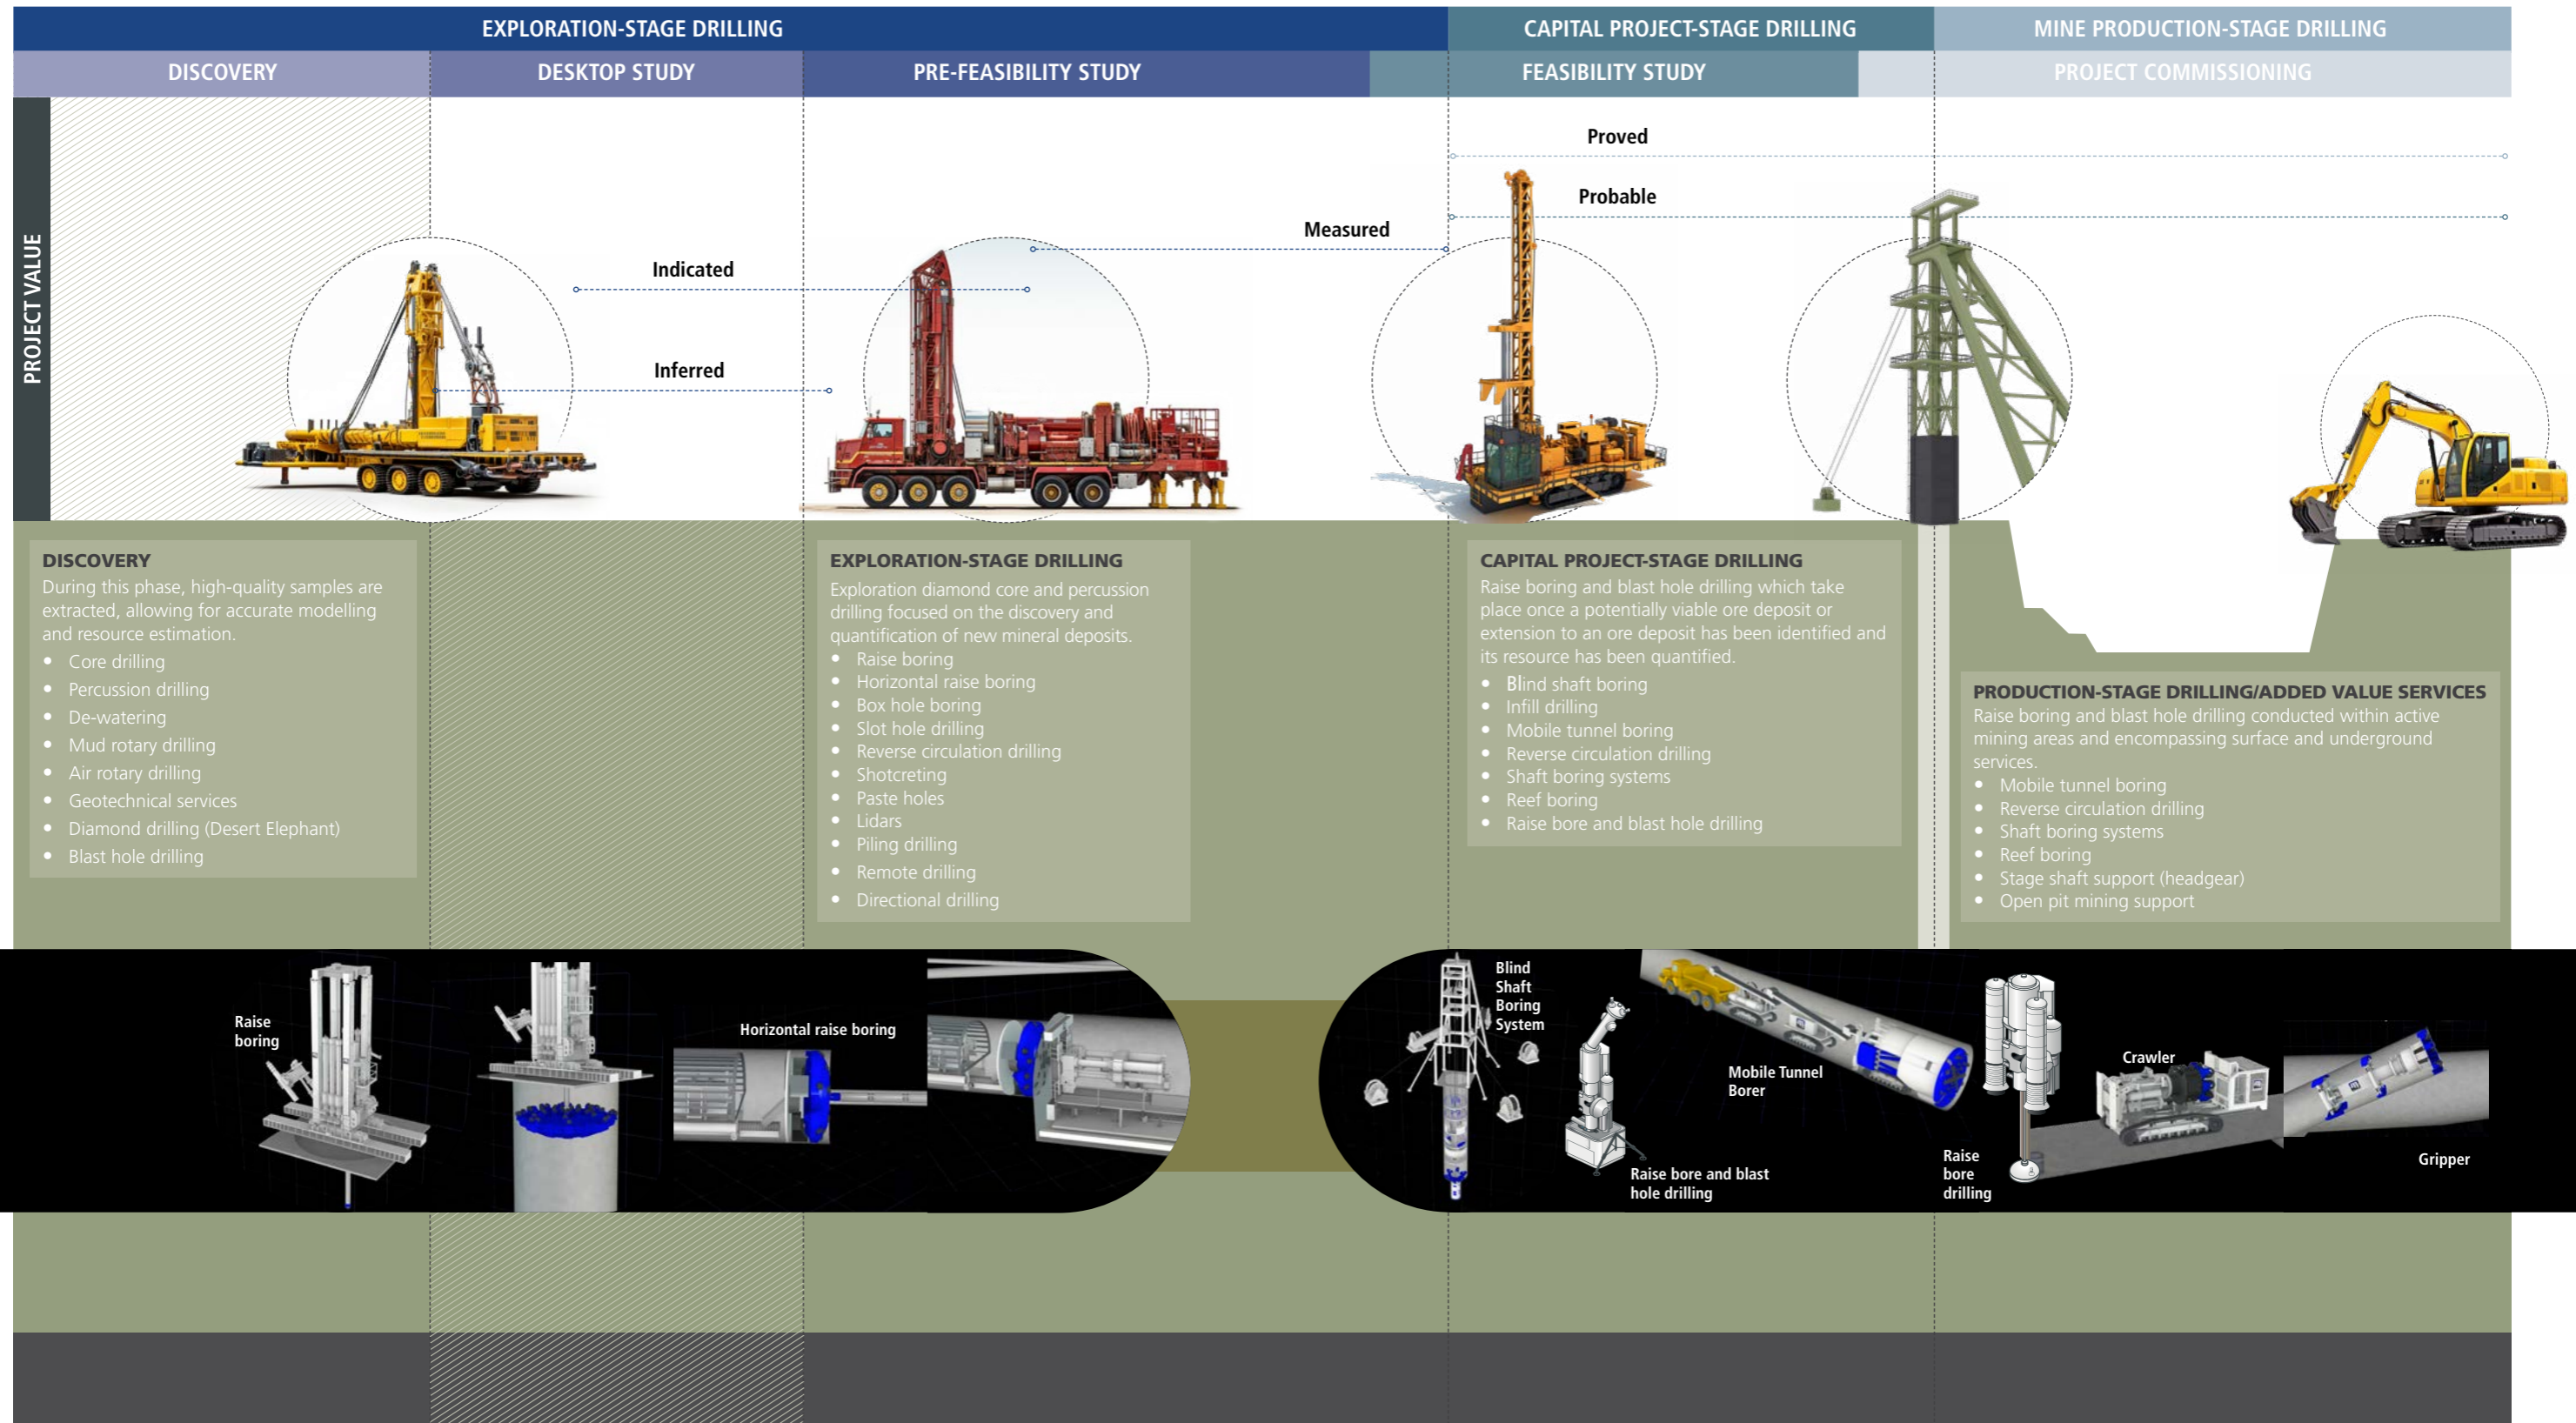 EXPLORATION-STAGE DRILLING
CAPITAL PROJECT-STAGE DRILLING
MINE PRODUCTION-STAGE DRILLING
DISCOVERY
DESKTOP STUDY
PRE-FEASIBILITY STUDY
FEASIBILITY STUDY
PROJECT COMMISSIONING
PROJECT VALUE
Proved
Probable
Measured
Indicated
Inferred
DISCOVERY
During this phase, high-quality samples are
extracted, allowing for accurate modelling
and resource estimation.
• Core drilling
• Percussion drilling
• De-watering
• Mud rotary drilling
• Air rotary drilling
• Geotechnical services
• Diamond drilling (Desert Elephant)
• Blast hole drilling
EXPLORATION-STAGE DRILLING
Exploration diamond core and percussion
drilling focused on the discovery and
quantification of new mineral deposits.
• Raise boring
• Horizontal raise boring
• Box hole boring
• Slot hole drilling
• Reverse circulation drilling
• Shotcreting
• Paste holes
• Lidars
• Piling drilling
• Remote drilling
• Directional drilling
CAPITAL PROJECT-STAGE DRILLING
Raise boring and blast hole drilling which take
place once a potentially viable ore deposit or
extension to an ore deposit has been identified and
its resource has been quantified.
• Blind shaft boring
• Infill drilling
• Mobile tunnel boring
• Reverse circulation drilling
• Shaft boring systems
• Reef boring
• Raise bore and blast hole drilling
PRODUCTION-STAGE DRILLING/ADDED VALUE SERVICES
Raise boring and blast hole drilling conducted within active
mining areas and encompassing surface and underground
services.
• Mobile tunnel boring
• Reverse circulation drilling
• Shaft boring systems
• Reef boring
• Stage shaft support (headgear)
• Open pit mining support
Raise
boring
Horizontal raise boring
Blind
Shaft
Boring
System
Raise bore and blast
hole drilling
Mobile Tunnel
Borer
Raise
bore
drilling
Crawler
Gripper